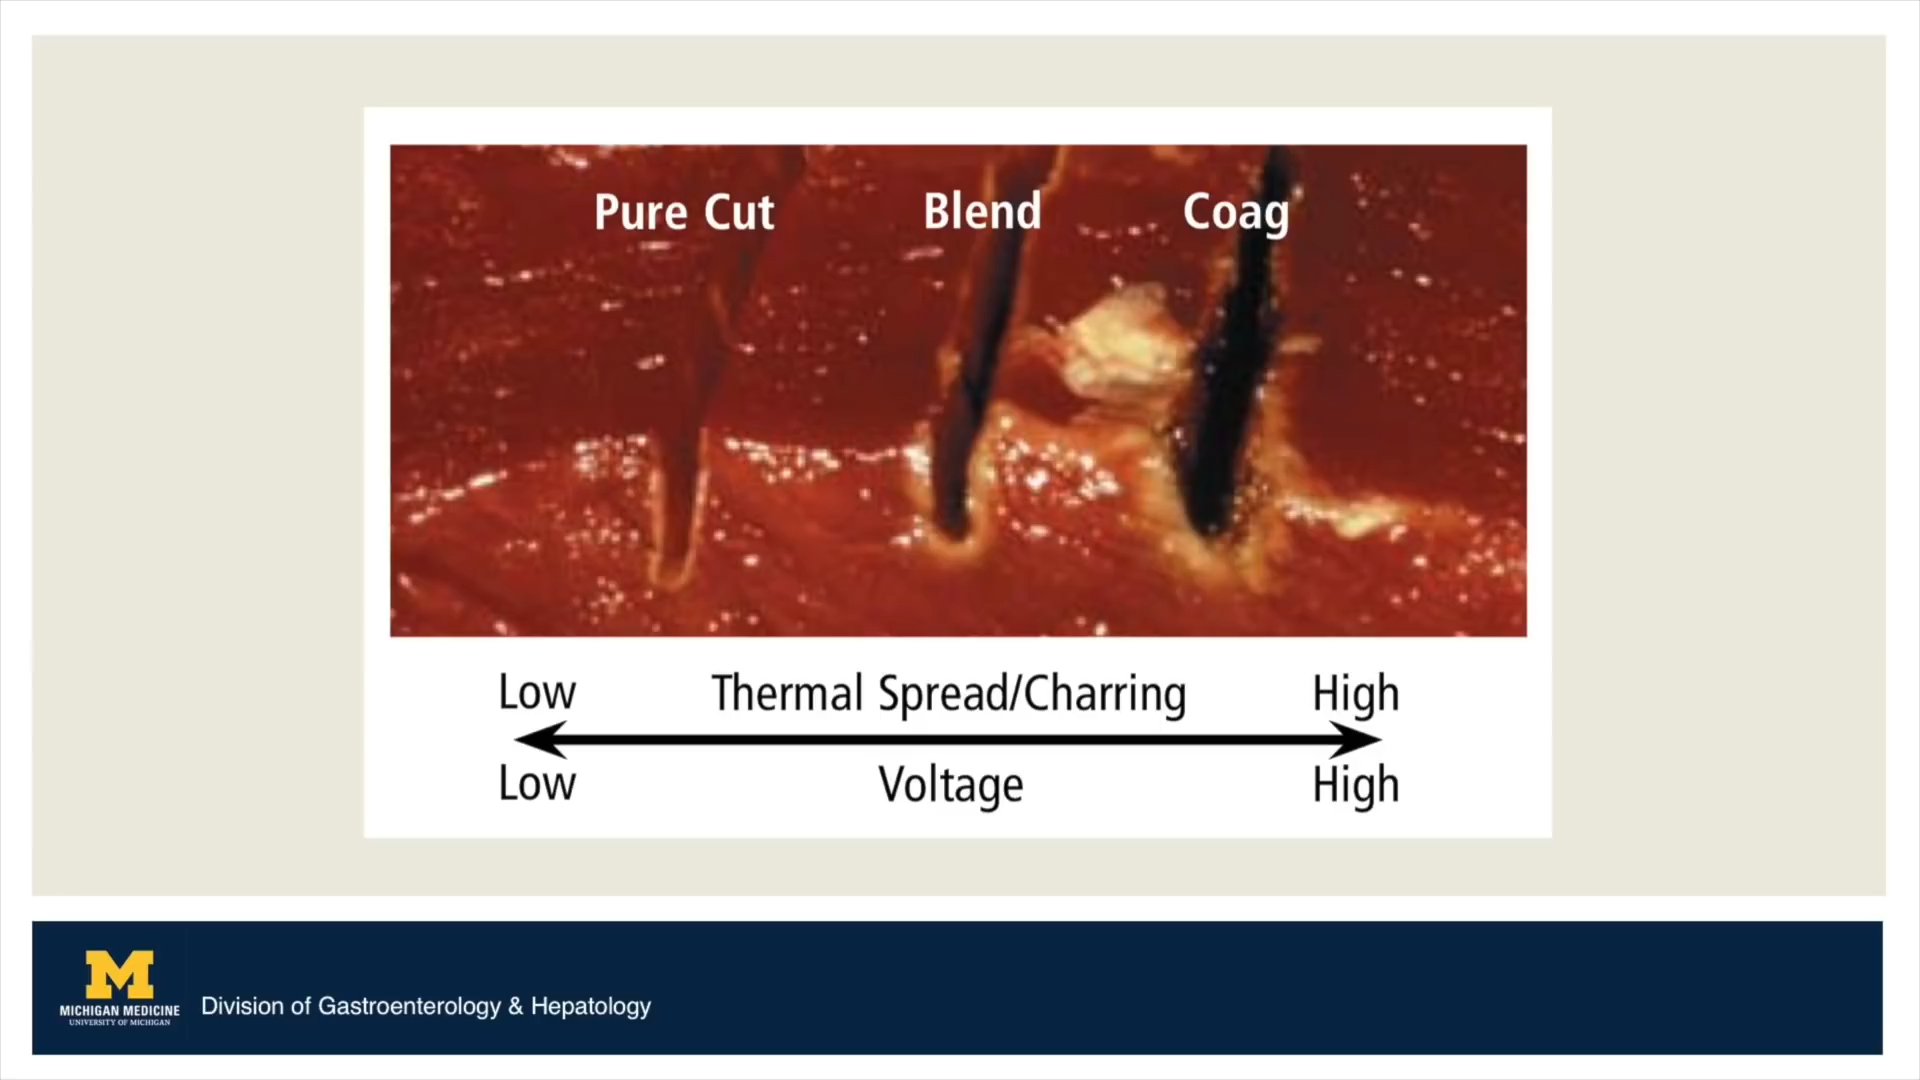 Pure Cut Blend Coag
Low Thermal Spread/Charring High
Low Voltage High
M
MICHIGAN MEDICINE
UNIVERSITY OF MICHIGAN
Division of Gastroenterology & Hepatology